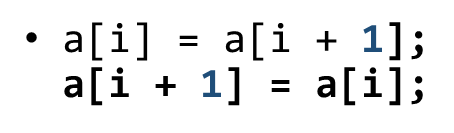 • a[i] = a[i + 1];
a[i + 1] = a[i];